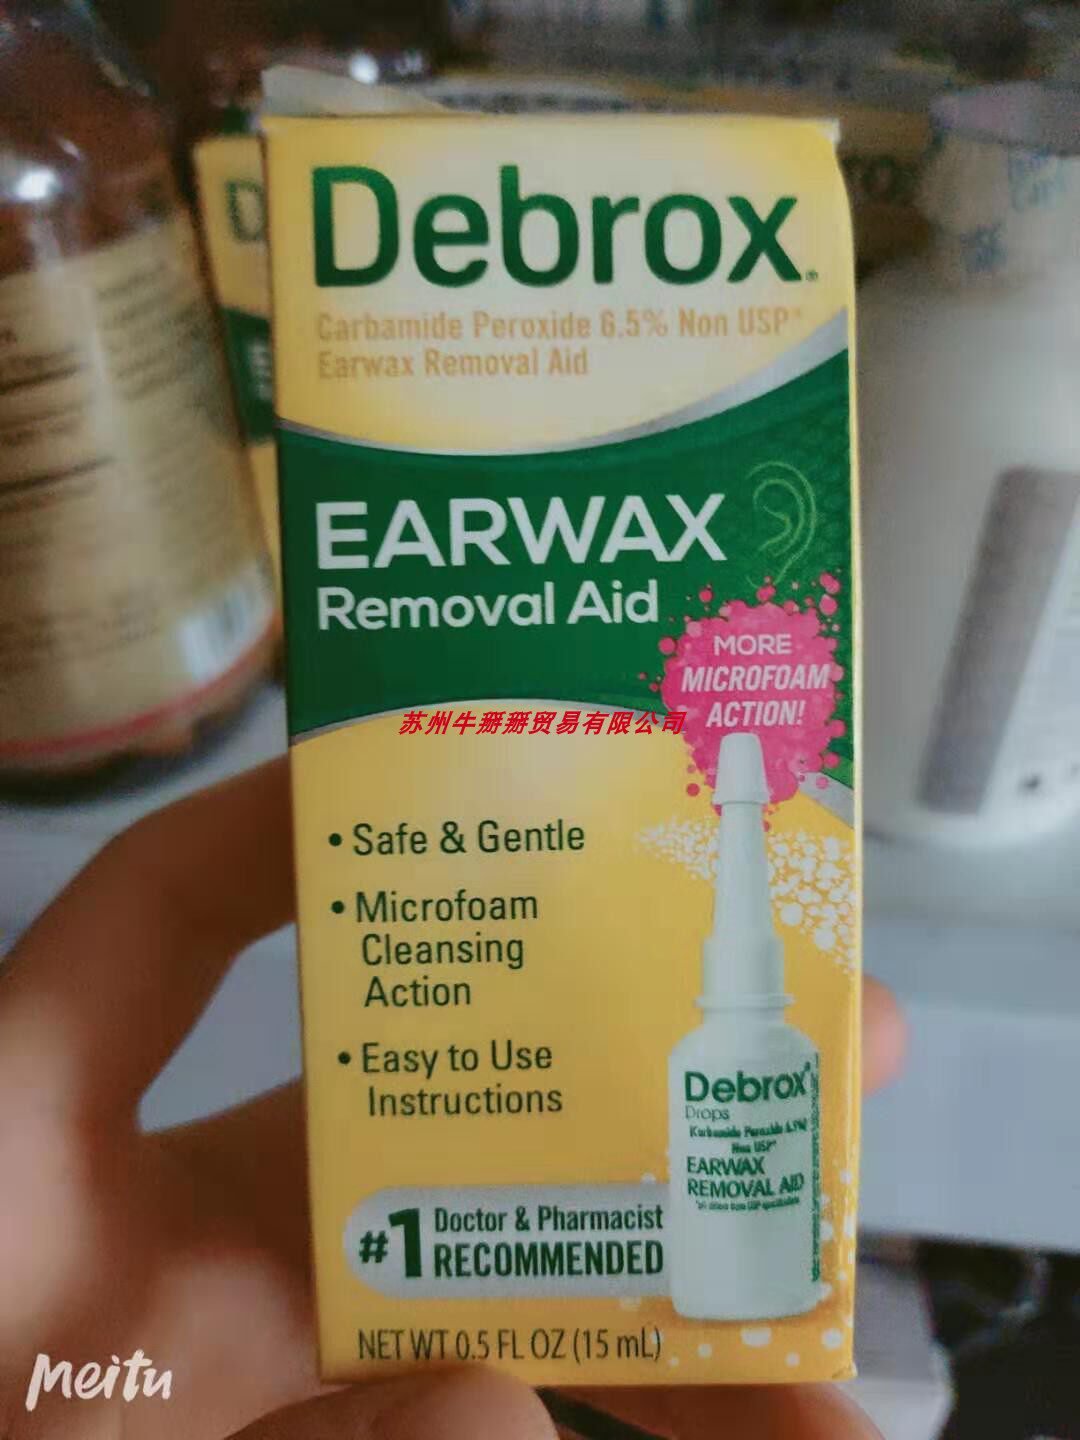 Debrox®
Carbamide Peroxide 6.5% Non USP*
Earwax Removal Aid
EARWAX
Removal Aid
MORE
MICROFOAM
ACTION!
苏州牛掰掰贸易有限公司
• Safe & Gentle
• Microfoam
Cleansing
Action
• Easy to Use
Instructions
Debrox®
Drops
Non USP*
EARWAX
REMOVAL AID
#1 Doctor & Pharmacist
RECOMMENDED
NET WT 0.5 FL OZ (15 mL)
Meitu